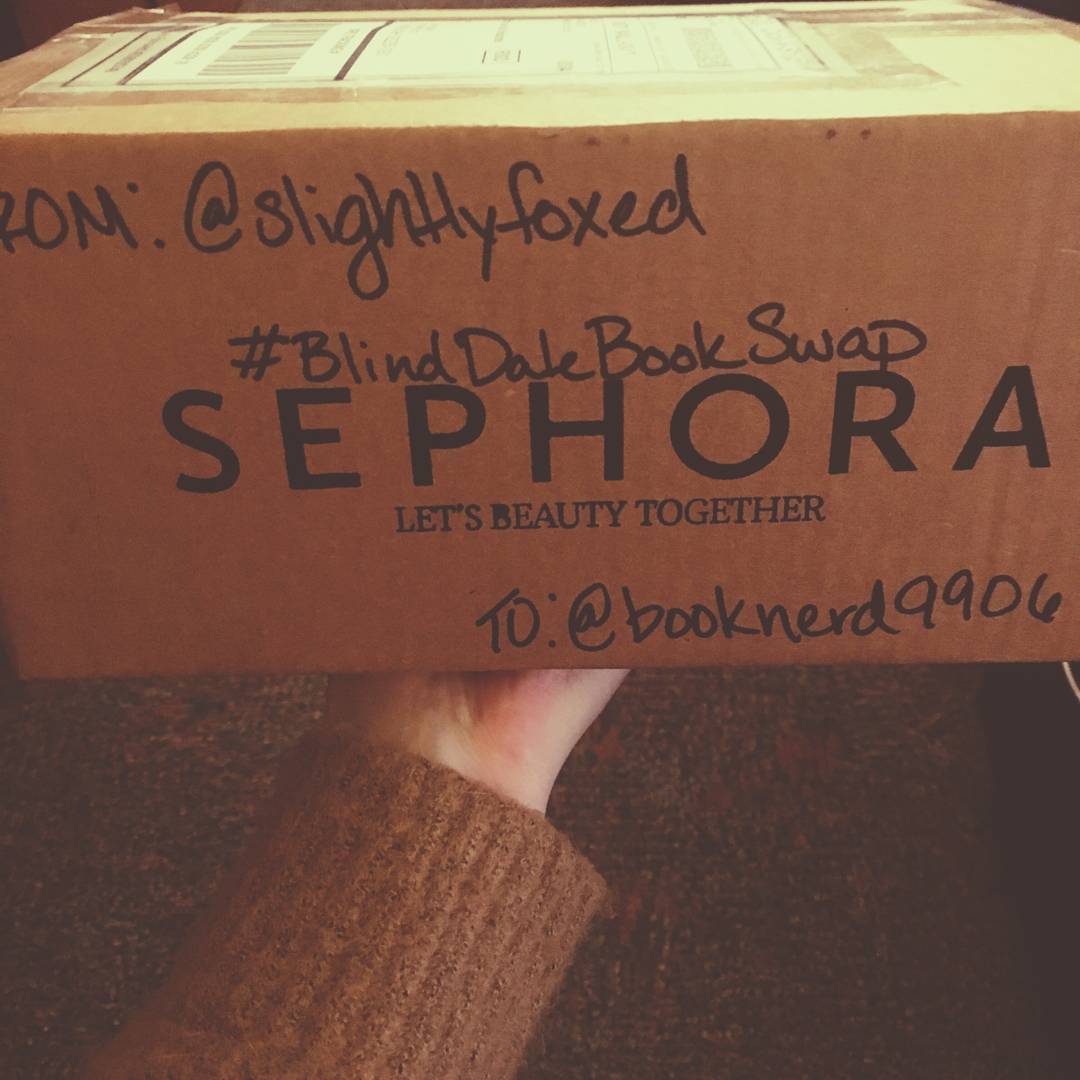 ROM: @slightlyfoxed
#BlindDateBookSwap
SEPHORA
LET'S BEAUTY TOGETHER
TO: @booknerd9906